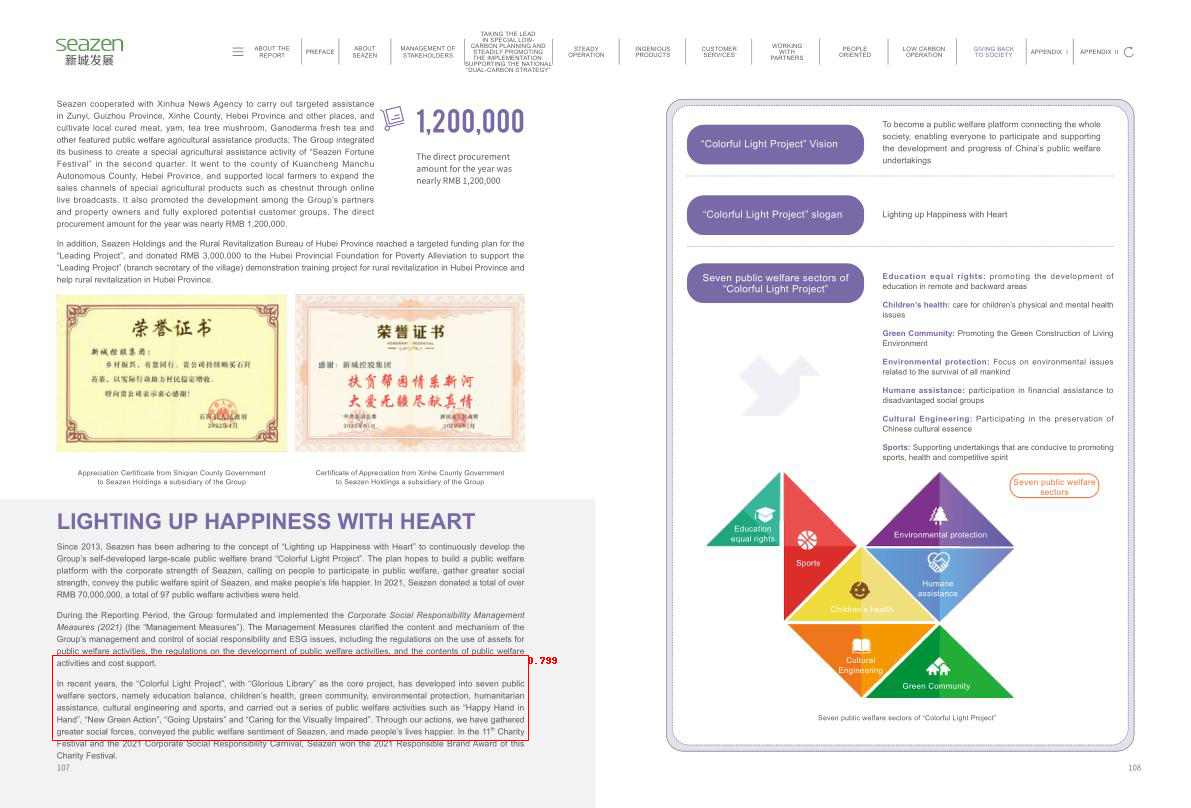 seazen
新城发展
ABOUT THE
REPORT
PREFACE
ABOUT
SEAZEN
MANAGEMENT OF
STAKEHOLDERS
TAKING THE LEAD
IN SPECIAL LOW-
CARBON PLANNING AND
STEADILY PROMOTING
THE IMPLEMENTATION:
SUPPORTING THE NATIONAL
"DUAL-CARBON STRATEGY"
STEADY
OPERATION
INGENIOUS
PRODUCTS
CUSTOMER
SERVICES
WORKING
WITH
PARTNERS
PEOPLE
ORIENTED
LOW CARBON
OPERATION
GIVING BACK
TO SOCIETY
APPENDIX I
APPENDIX II
Seazen cooperated with Xinhua News Agency to carry out targeted assistance
in Zunyi, Guizhou Province, Xinhe County, Hebei Province and other places, and
cultivate local cured meat, yam, tea tree mushroom, Ganoderma fresh tea and
other featured public welfare agricultural assistance products; The Group integrated
its business to create a special agricultural assistance activity of "Seazen Fortune
Festival" in the second quarter. It went to the county of Kuancheng Manchu
Autonomous County, Hebei Province, and supported local farmers to expand the
sales channels of special agricultural products such as chestnut through online
live broadcasts. It also promoted the development among the Group's partners
and property owners and fully explored potential customer groups. The direct
procurement amount for the year was nearly RMB 1,200,000.
1,200,000
The direct procurement
amount for the year was
nearly RMB 1,200,000
In addition, Seazen Holdings and the Rural Revitalization Bureau of Hubei Province reached a targeted funding plan for the
"Leading Project", and donated RMB 3,000,000 to the Hubei Provincial Foundation for Poverty Alleviation to support the
"Leading Project" (branch secretary of the village) demonstration training project for rural revitalization in Hubei Province and
help rural revitalization in Hubei Province.
荣誉证书
新城控股集团：
乡村振兴，有您同行。贵公司持续购买石阡
苔茶，以实际行动助力村民稳定增收。
特向贵公司表示衷心感谢！
石阡县人民政府
2022年4月
荣誉证书
感谢：新城控股集团
扶贫帮困情系新河
大爱无疆尽献真情
Appreciation Certificate from Shiqian County Government
to Seazen Holdings a subsidiary of the Group
Certificate of Appreciation from Xinhe County Government
to Seazen Holdings a subsidiary of the Group
LIGHTING UP HAPPINESS WITH HEART
Since 2013, Seazen has been adhering to the concept of "Lighting up Happiness with Heart" to continuously develop the
Group's self-developed large-scale public welfare brand "Colorful Light Project". The plan hopes to build a public welfare
platform with the corporate strength of Seazen, calling on people to participate in public welfare, gather greater social
strength, convey the public welfare spirit of Seazen, and make people's life happier. In 2021, Seazen donated a total of over
RMB 70,000,000, a total of 97 public welfare activities were held.
During the Reporting Period, the Group formulated and implemented the Corporate Social Responsibility Management
Measures (2021) (the "Management Measures"). The Management Measures clarified the content and mechanism of the
Group's management and control of social responsibility and ESG issues, including the regulations on the use of assets for
public welfare activities, the regulations on the development of public welfare activities, and the contents of public welfare
activities and cost support.
0.799
In recent years, the "Colorful Light Project", with "Glorious Library" as the core project, has developed into seven public
welfare sectors, namely education balance, children's health, green community, environmental protection, humanitarian
assistance, cultural engineering and sports, and carried out a series of public welfare activities such as "Happy Hand in
Hand", "New Green Action", "Going Upstairs" and "Caring for the Visually Impaired". Through our actions, we have gathered
greater social forces, conveyed the public welfare sentiment of Seazen, and made people's lives happier. In the 11th Charity
Festival and the 2021 Corporate Social Responsibility Carnival, Seazen won the 2021 Responsible Brand Award of this
Charity Festival.
107
"Colorful Light Project" Vision
To become a public welfare platform connecting the whole
society, enabling everyone to participate and supporting
the development and progress of China's public welfare
undertakings
"Colorful Light Project" slogan
Lighting up Happiness with Heart
Seven public welfare sectors of
"Colorful Light Project"
Education equal rights: promoting the development of
education in remote and backward areas
Children's health: care for children's physical and mental health
issues
Green Community: Promoting the Green Construction of Living
Environment
Environmental protection: Focus on environmental issues
related to the survival of all mankind
Humane assistance: participation in financial assistance to
disadvantaged social groups
Cultural Engineering: Participating in the preservation of
Chinese cultural essence
Sports: Supporting undertakings that are conducive to promoting
sports, health and competitive spirit
Seven public welfare
sectors
Education
equal rights
Sports
Environmental protection
Humane
assistance
Children's health
Cultural
Engineering
Green Community
Seven public welfare sectors of "Colorful Light Project"
108